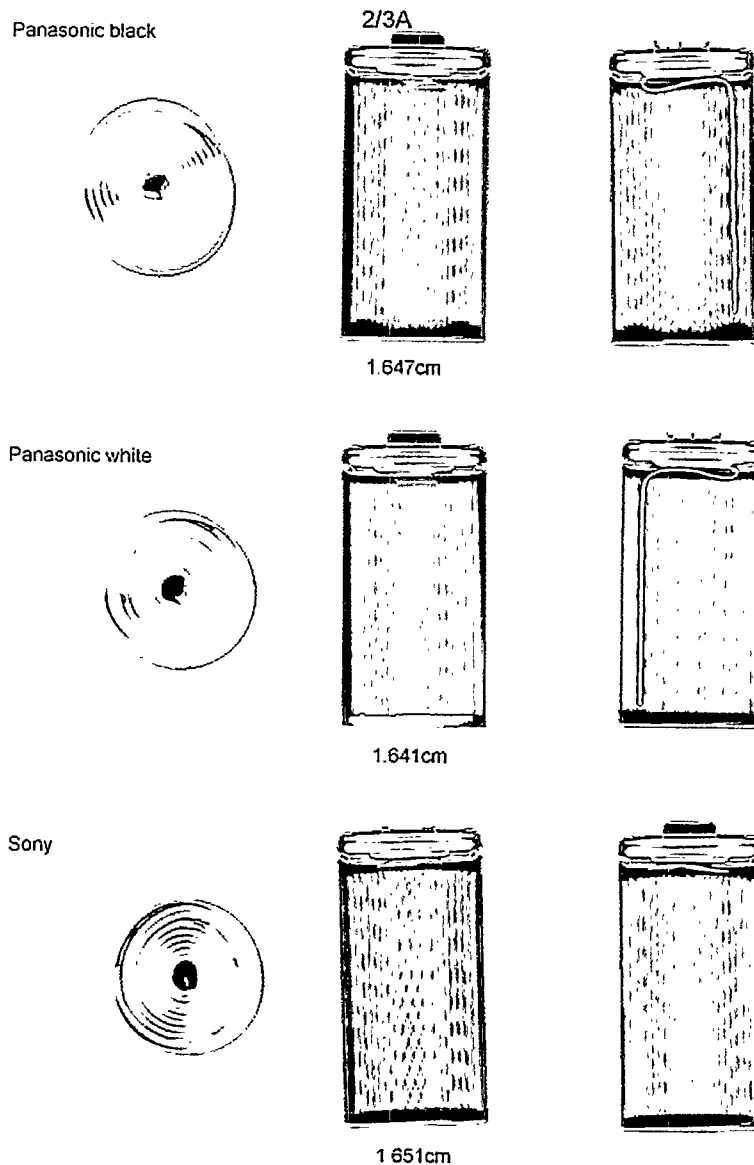 Panasonic black
2/3A
1.647cm
Panasonic white
1.641cm
Sony
1 651cm